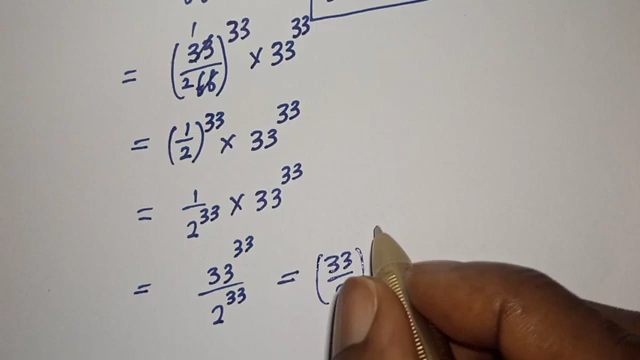 = (33/66)^33 × 33^33 1 2
= (1/2)^33 × 33^33
= 1/2^33 × 33^33
= 33^33/2^33 = (33/